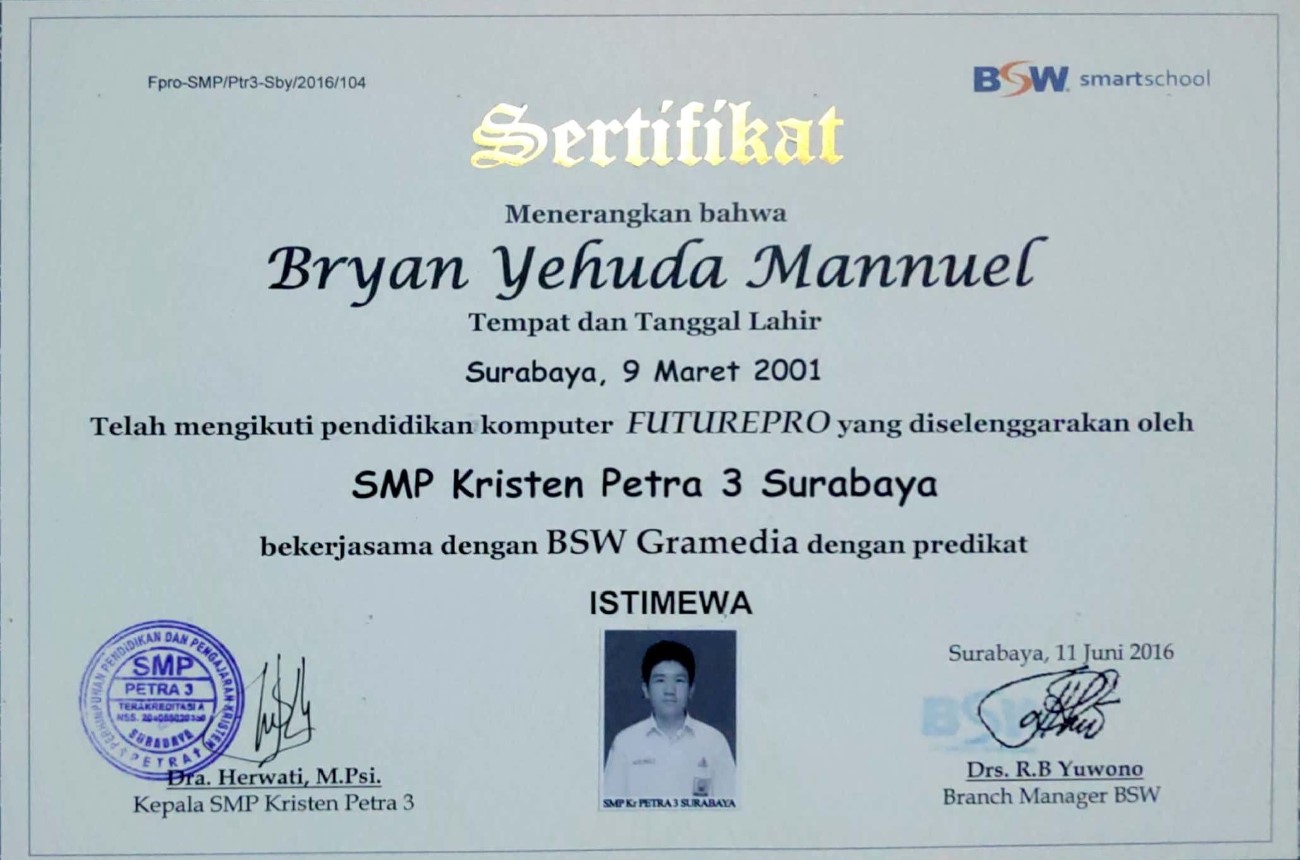 Fpro-SMP/Ptr3-Sby/2016/104
BSW smartschool
Sertifikat
Menerangkan bahwa
Bryan Yehuda Mannuel
Tempat dan Tanggal Lahir
Surabaya, 9 Maret 2001
Telah mengikuti pendidikan komputer FUTUREPRO yang diselenggarakan oleh
SMP Kristen Petra 3 Surabaya
bekerjasama dengan BSW Gramedia dengan predikat
ISTIMEWA
PERHIMPUNAN PENDIDIKAN DAN PENGAJARAN KRISTEN
SMP
PETRA 3
TERAKREDITASI A
NSS.
SURABAYA
PETRA
Dra. Herwati, M.Psi.
Kepala SMP Kristen Petra 3
SMP Kr PETRA 3 SURABAYA
Surabaya, 11 Juni 2016
BSW
Drs. R.B Yuwono
Branch Manager BSW